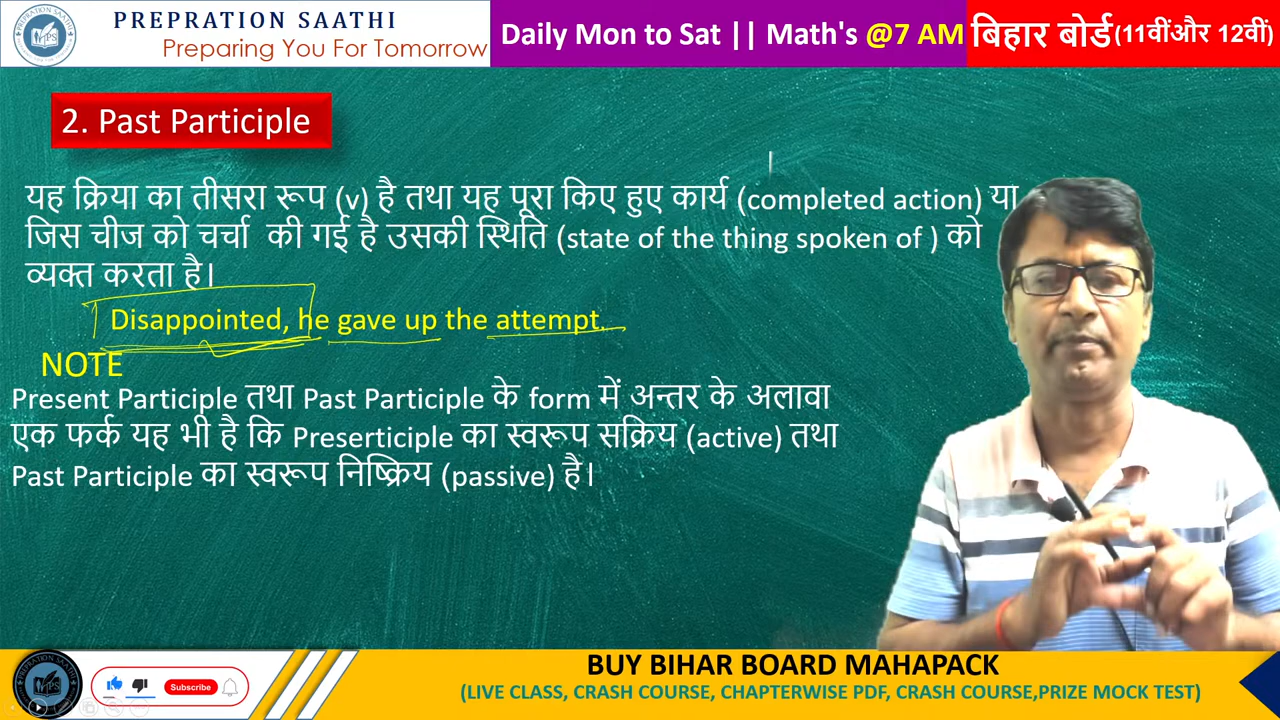 PREPRATION SAATHI
Preparing You For Tomorrow
Daily Mon to Sat || Math's @7 AM
बिहार बोर्ड(11वींऔर 12वीं)
2. Past Participle
यह क्रिया का तीसरा रूप (v) है तथा यह पूरा किए हुए कार्य (completed action) या
जिस चीज को चर्चा की गई है उसकी स्थिति (state of the thing spoken of ) को
व्यक्त करता है।
Disappointed, he gave up the attempt.
NOTE
Present Participle तथा Past Participle के form में अन्तर के अलावा
एक फर्क यह भी है कि Preserticiple का स्वरूप सक्रिय (active) तथा
Past Participle का स्वरूप निष्क्रिय (passive) है।
Subscribe
BUY BIHAR BOARD MAHAPACK
(LIVE CLASS, CRASH COURSE, CHAPTERWISE PDF, CRASH COURSE,PRIZE MOCK TEST)